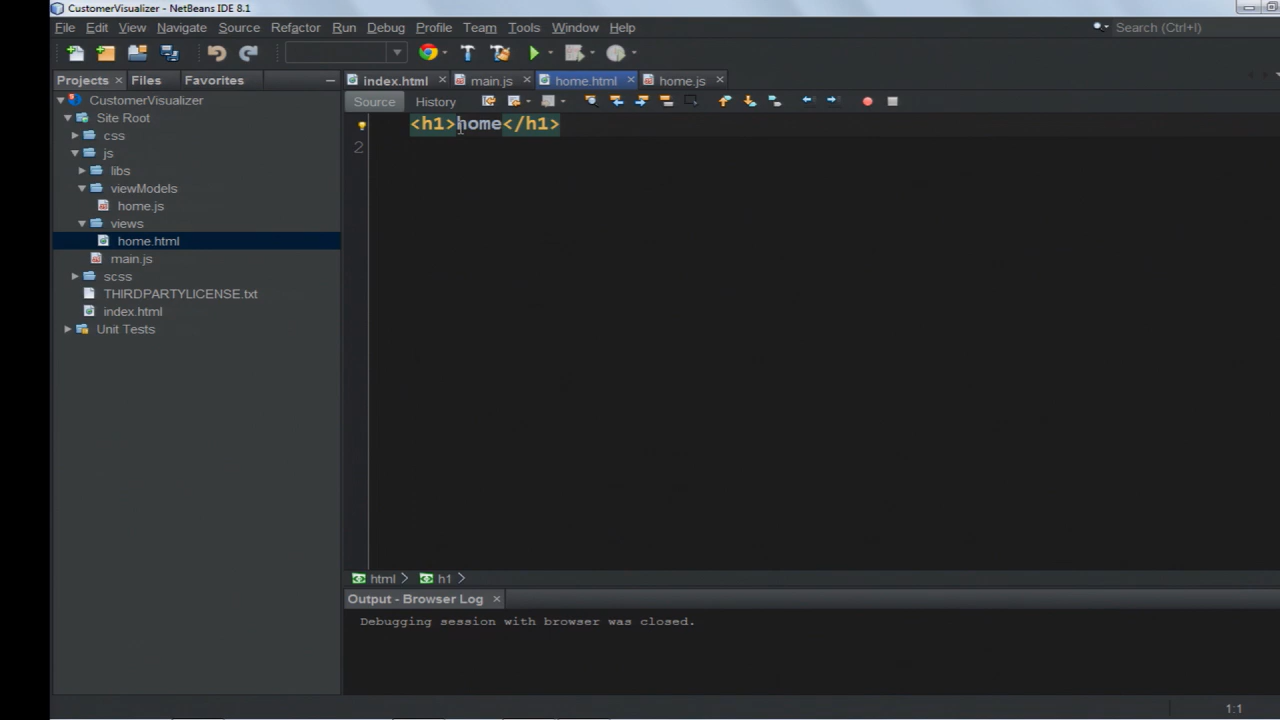 CustomerVisualizer - NetBeans IDE 8.1
File Edit View Navigate Source Refactor Run Debug Profile Team Tools Window Help Search (Ctrl+I)
Projects × Files Favorites
index.html × main.js × home.html × home.js ×
CustomerVisualizer
Site Root
css
js
libs
viewModels
home.js
views
home.html
main.js
scss
THIRDPARTYLICENSE.txt
index.html
Unit Tests
Source History
<h1>home</h1>
2
html h1
Output - Browser Log ×
Debugging session with browser was closed.
1:1